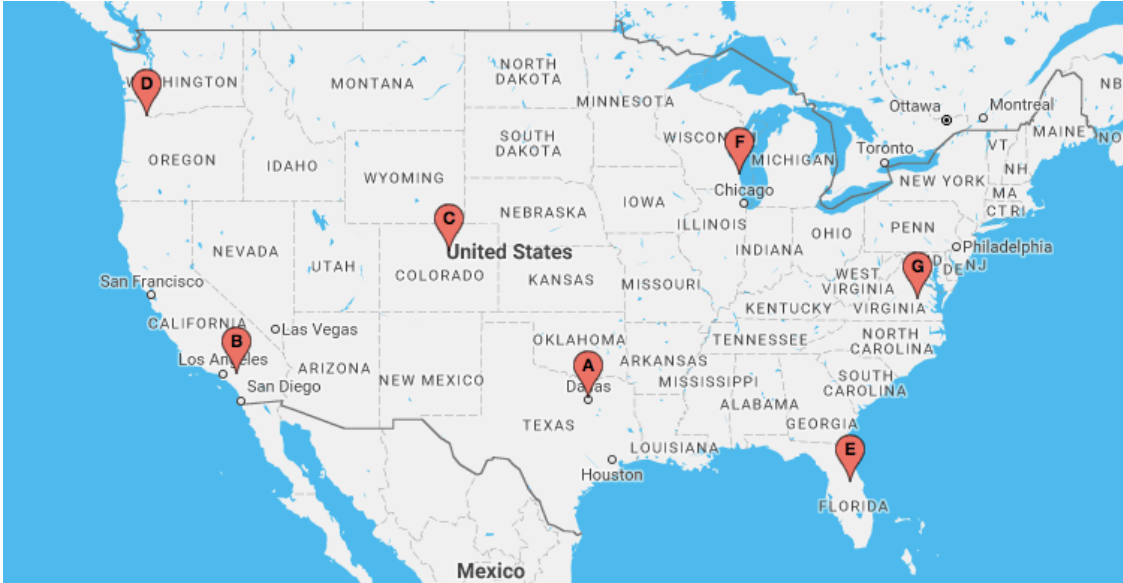 NORTH
DAKOTA
MONTANA
D
WASHINGTON
MINNESOTA
Ottawa
Montreal
NB
MAINE
NO
VT
NH
SOUTH
DAKOTA
WISCON
F
MICHIGAN
Toronto
NEW YORK
MA
CT RI
OREGON
IDAHO
WYOMING
NEBRASKA
IOWA
Chicago
ILLINOIS
INDIANA
OHIO
PENN
Philadelphia
MD
DE
NJ
C
United States
COLORADO
NEVADA
UTAH
KANSAS
MISSOURI
WEST
VIRGINIA
G
VIRGINIA
KENTUCKY
San Francisco
CALIFORNIA
Las Vegas
B
Los Angeles
San Diego
ARIZONA
NEW MEXICO
OKLAHOMA
A
Dallas
ARKANSAS
TENNESSEE
NORTH
CAROLINA
SOUTH
CAROLINA
MISSISSIPPI
ALABAMA
GEORGIA
TEXAS
LOUISIANA
Houston
E
FLORIDA
Mexico